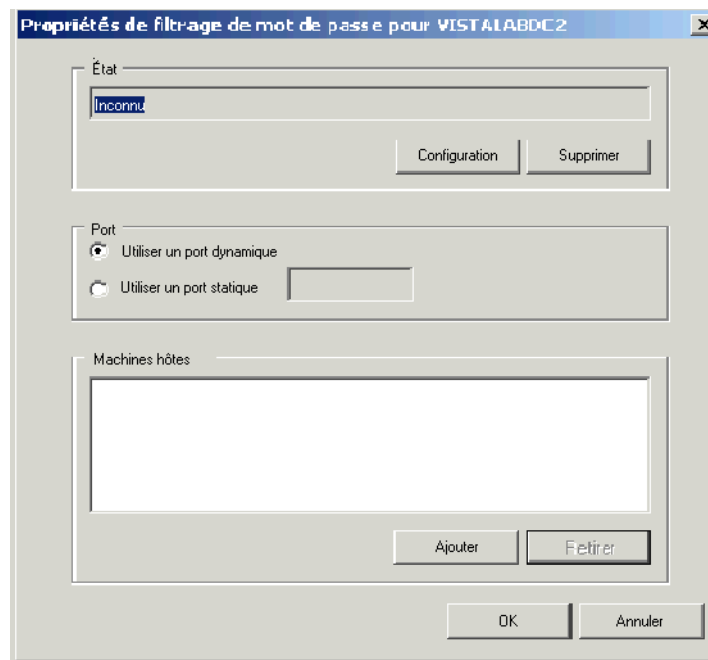 Propriétés de filtrage de mot de passe pour VISTALABDC2
État
Inconnu
Configuration
Supprimer
Port
Utiliser un port dynamique
Utiliser un port statique
Machines hôtes
Ajouter
Retirer
OK
Annuler